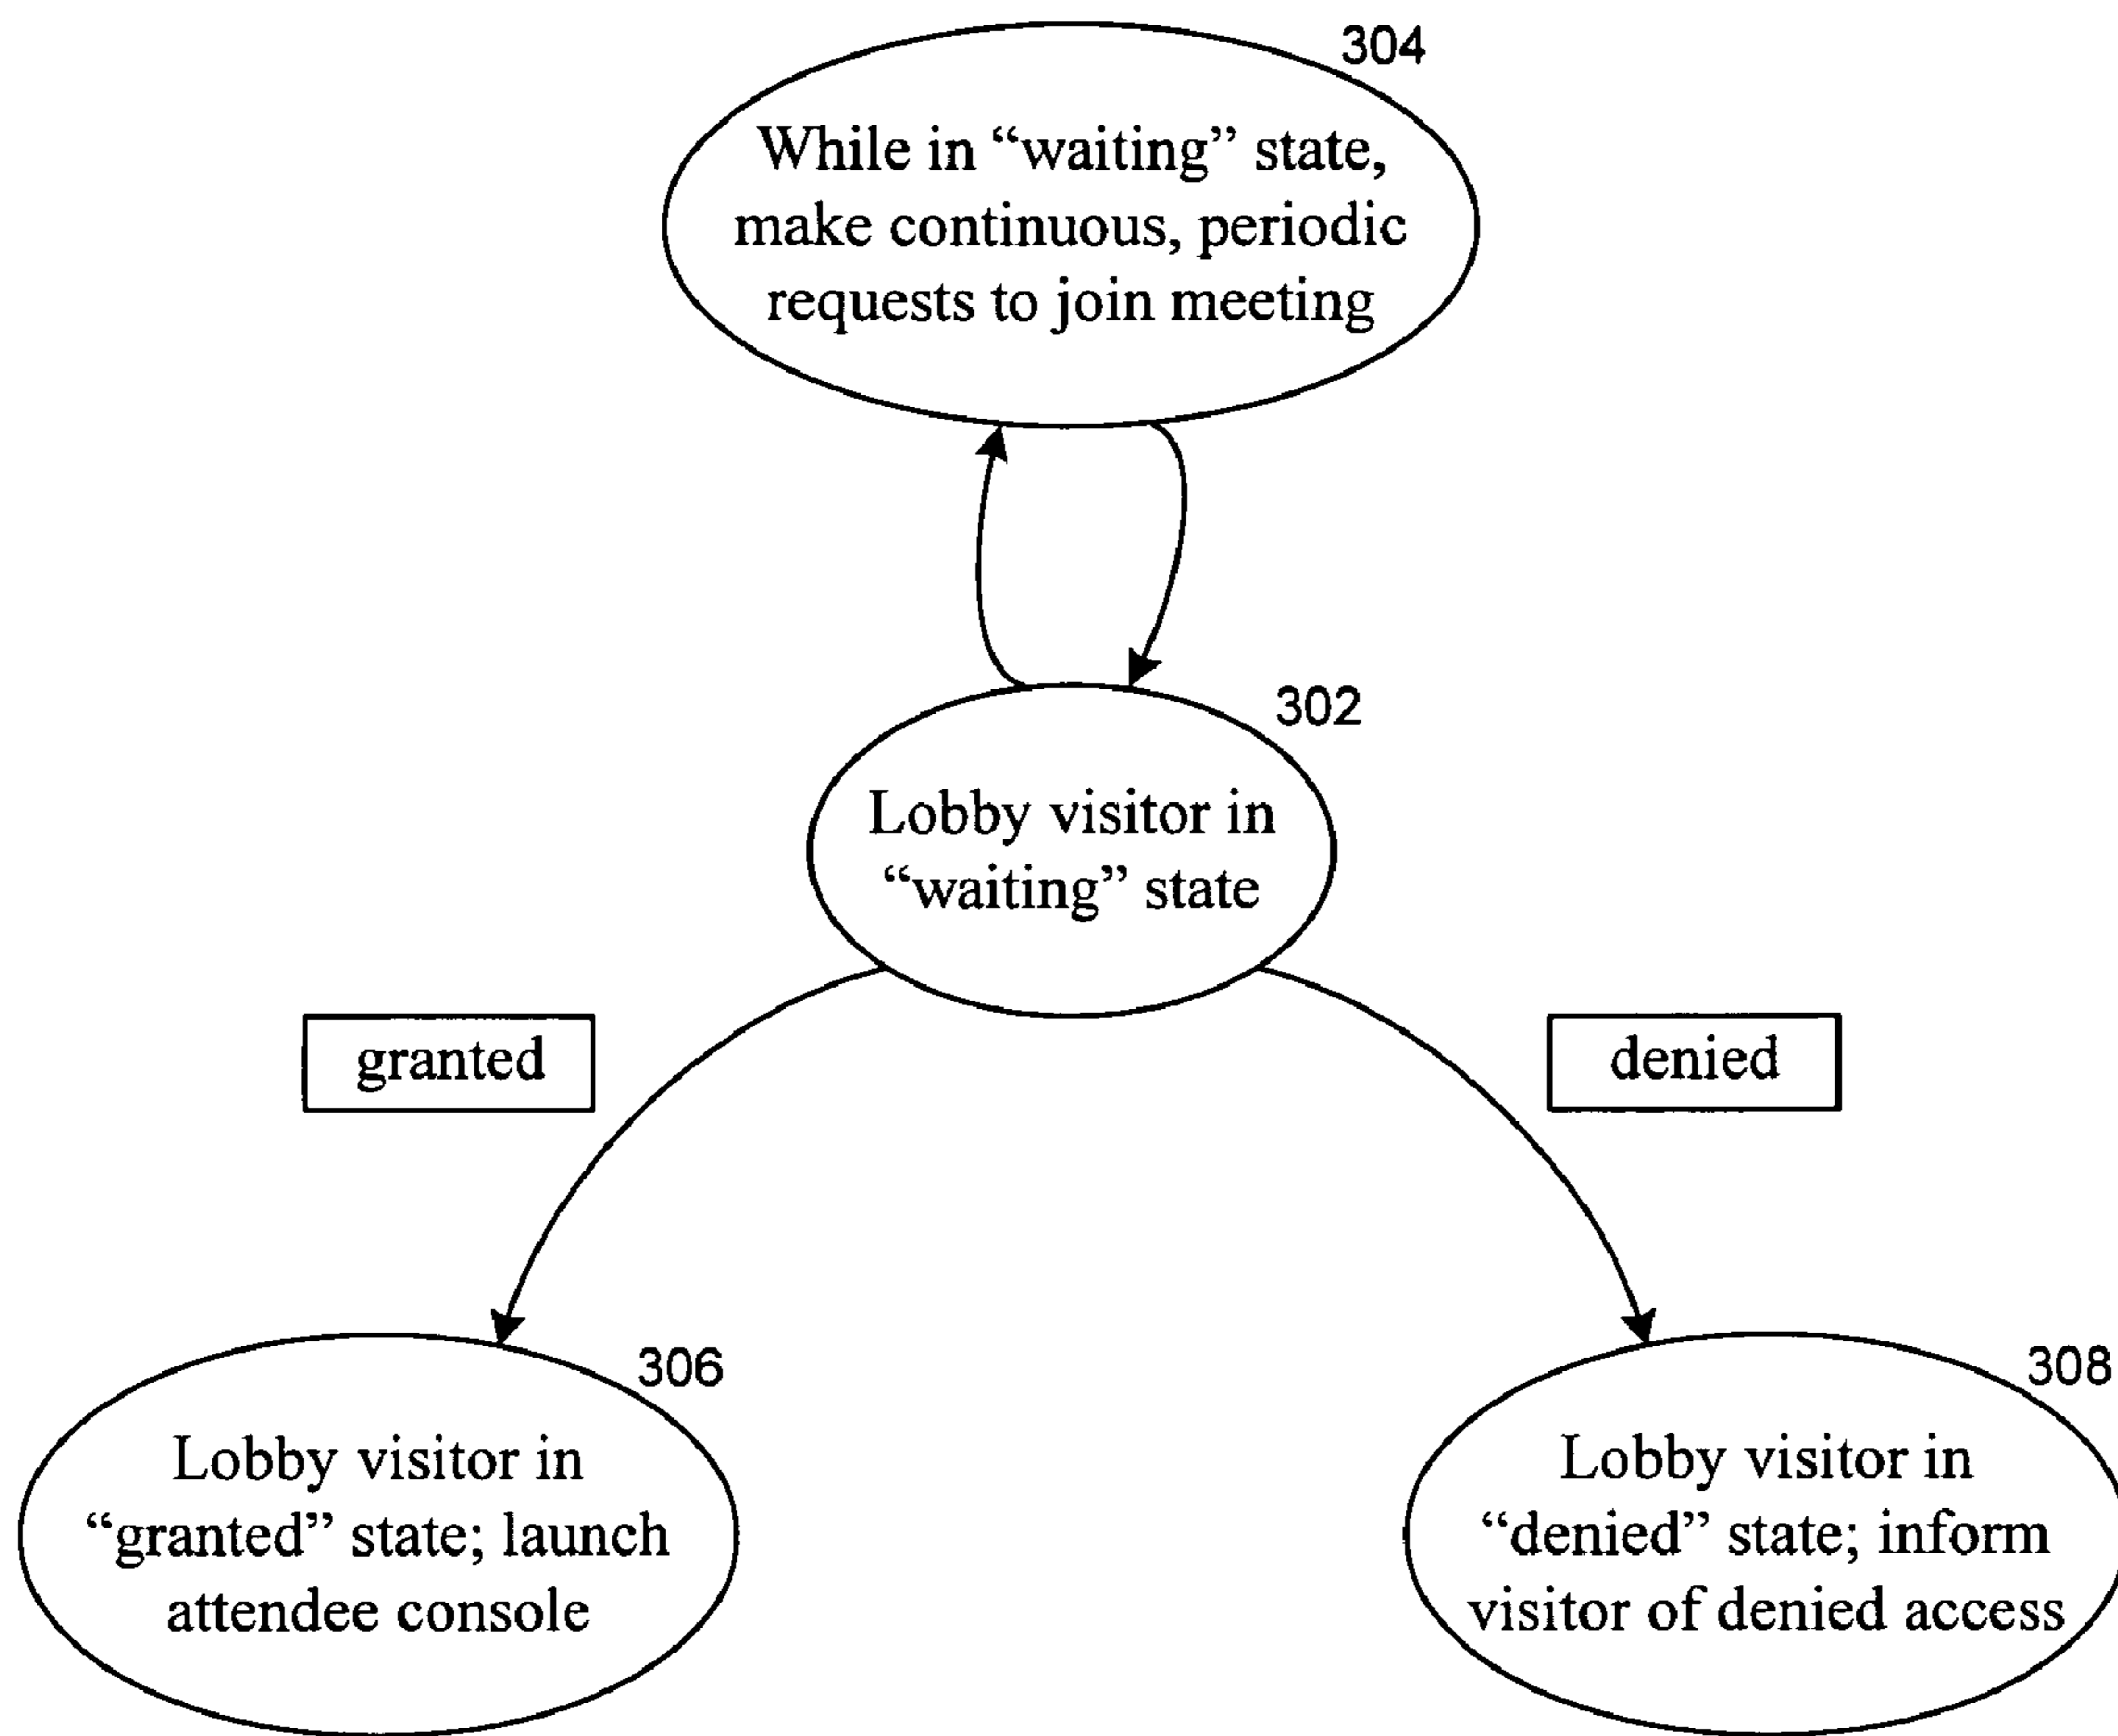 304
While in “waiting” state,
make continuous, periodic
requests to join meeting
302
Lobby visitor in
“waiting” state
granted
denied
306
Lobby visitor in
“granted” state; launch
attendee console
308
Lobby visitor in
“denied” state; inform
visitor of denied access